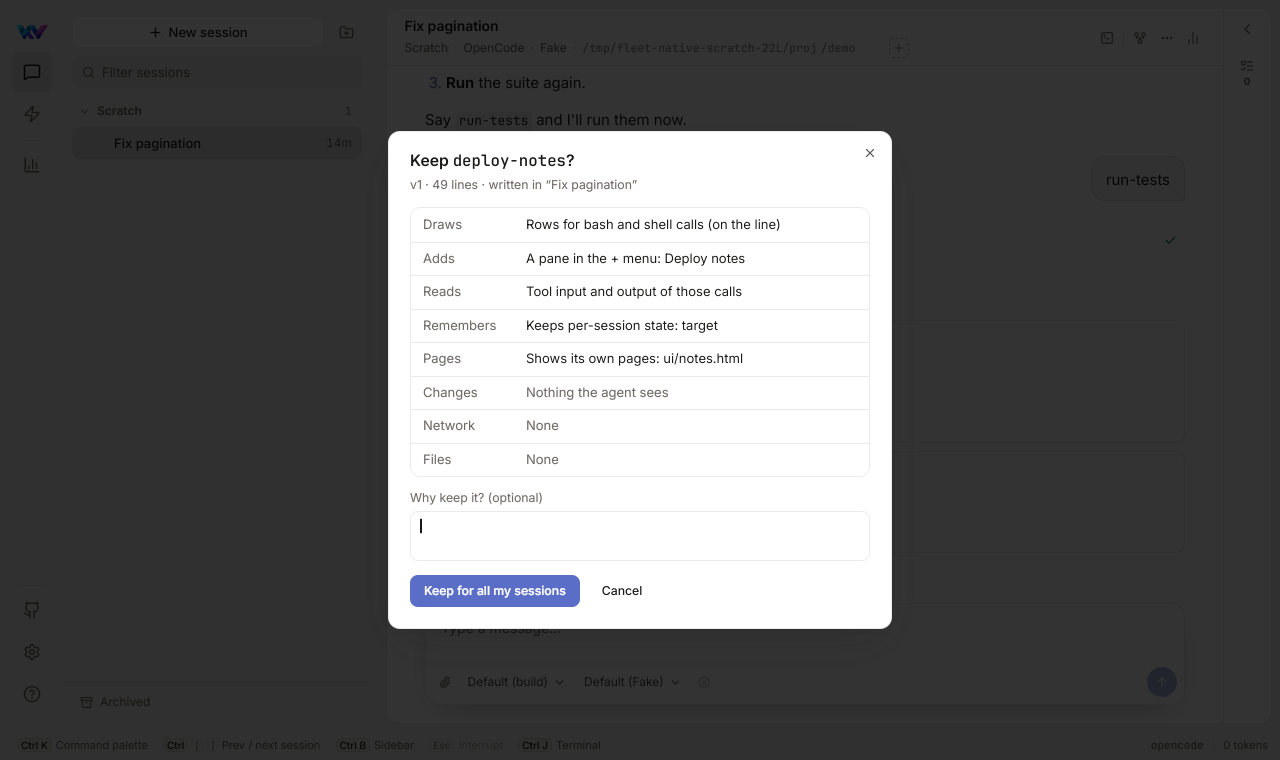 New session
Filter sessions
Scratch 1
Fix pagination 14m
Archived
Fix pagination
Scratch · OpenCode · Fake · /tmp/fleet-native-scratch-22L/proj/demo
3. Run the suite again.
Say run-tests and I'll run them now.
run-tests
0
Keep deploy-notes?
v1 · 49 lines · written in “Fix pagination”
Draws Rows for bash and shell calls (on the line)
Adds A pane in the + menu: Deploy notes
Reads Tool input and output of those calls
Remembers Keeps per-session state: target
Pages Shows its own pages: ui/notes.html
Changes Nothing the agent sees
Network None
Files None
Why keep it? (optional)
Keep for all my sessions Cancel
Type a message...
Default (build) Default (Fake)
Ctrl K Command palette Ctrl [ ] Prev / next session Ctrl B Sidebar Esc Interrupt Ctrl J Terminal opencode 0 tokens